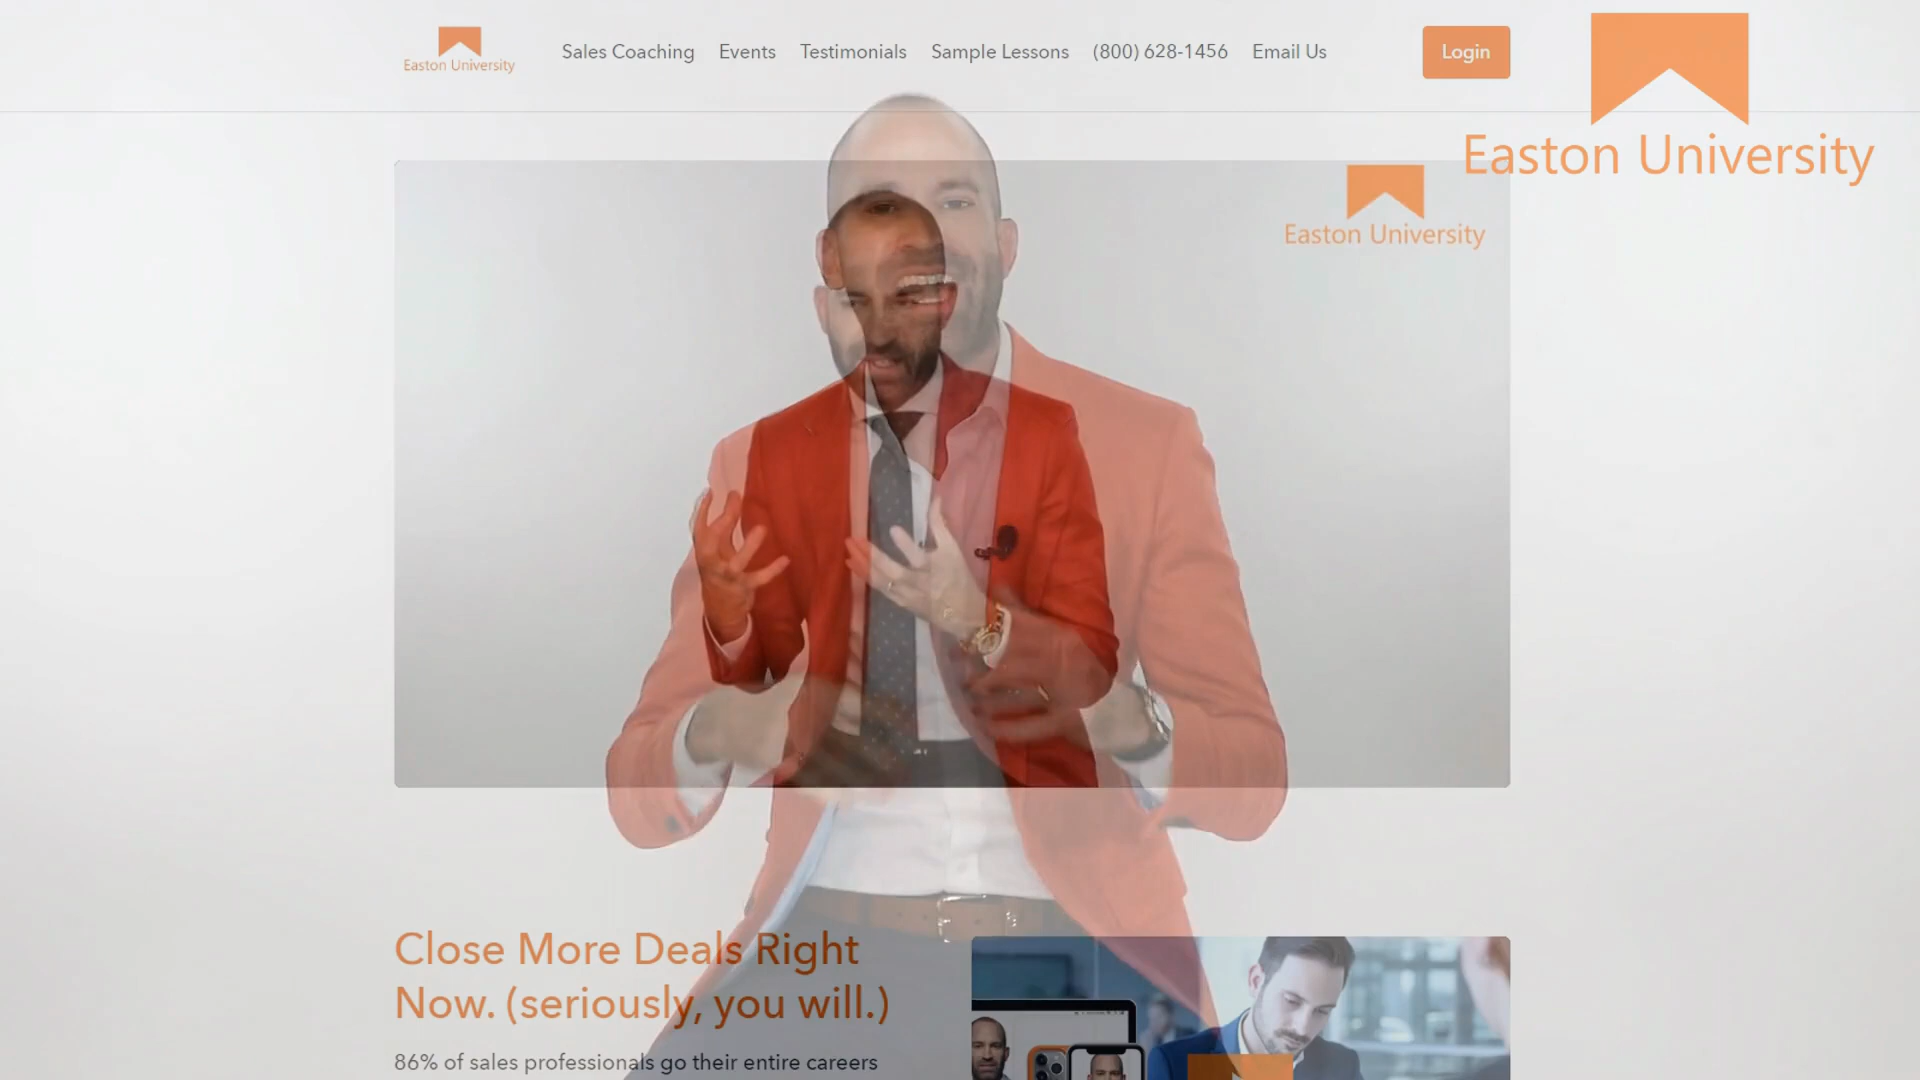 Easton University
Sales Coaching
Events
Testimonials
Sample Lessons
(800) 628-1456
Email Us
Login
Easton University
Easton University
Close More Deals Right
Now. (seriously, you will.)
86% of sales professionals go their entire careers